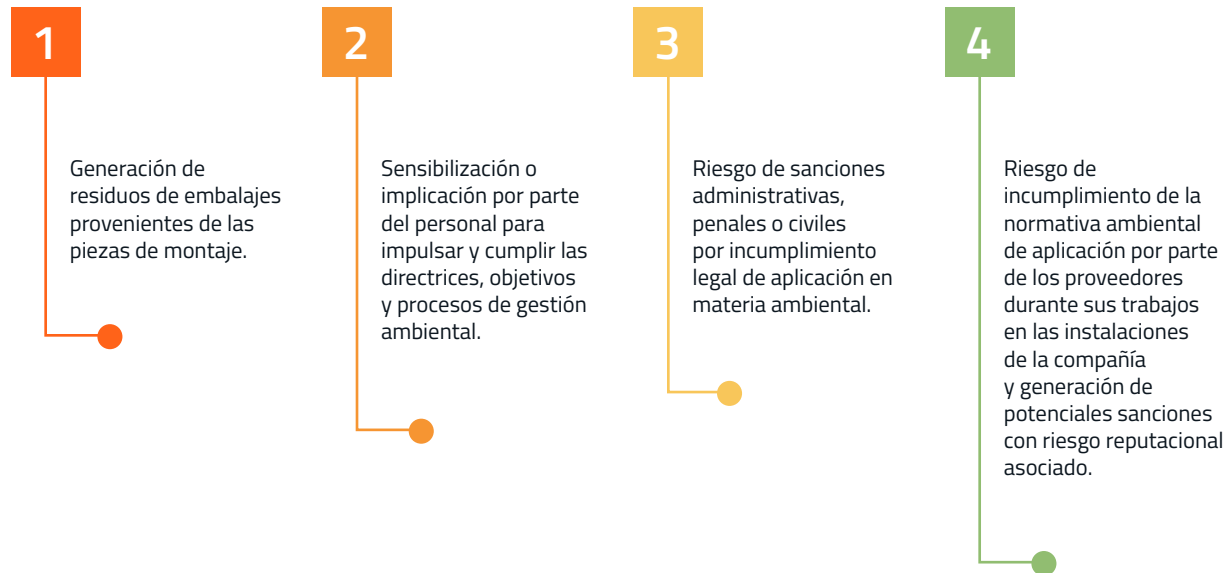 1
Generación de
residuos de embalajes
provenientes de las
piezas de montaje.
2
Sensibilización o
implicación por parte
del personal para
impulsar y cumplir las
directrices, objetivos
y procesos de gestión
ambiental.
3
Riesgo de sanciones
administrativas,
penales o civiles
por incumplimiento
legal de aplicación en
materia ambiental.
4
Riesgo de
incumplimiento de la
normativa ambiental
de aplicación por parte
de los proveedores
durante sus trabajos
en las instalaciones
de la compañía
y generación de
potenciales sanciones
con riesgo reputacional
asociado.